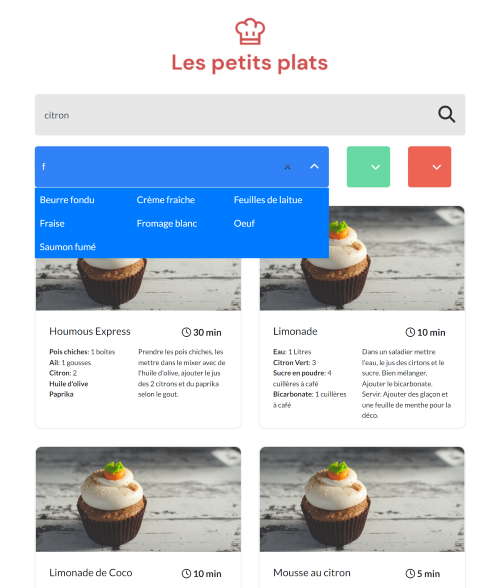 Les petits plats
citron
f
Beurre fondu Crème fraîche Feuilles de laitue
Fraise Fromage blanc Oeuf
Saumon fumé
Houmous Express 30 min
Pois chiches: 1 boites
Ail: 1 gousses
Citron: 2
Huile d'olive
Paprika
Prendre les pois chiches, les
mettre dans le mixer avec de
l'huile d'olive, ajouter le jus
des 2 citrons et du paprika
selon le gout.
Limonade 10 min
Eau: 1 Litres
Citron Vert: 3
Sucre en poudre: 4
cuillères à café
Bicarbonate: 1 cuillères
à café
Dans un saladier mettre
l'eau, le jus des cirtons et le
sucre. Bien mélanger.
Ajouter le bicarbonate.
Servir. Ajouter des glaçon et
une feuille de menthe pour la
déco.
Limonade de Coco 10 min
Mousse au citron 5 min